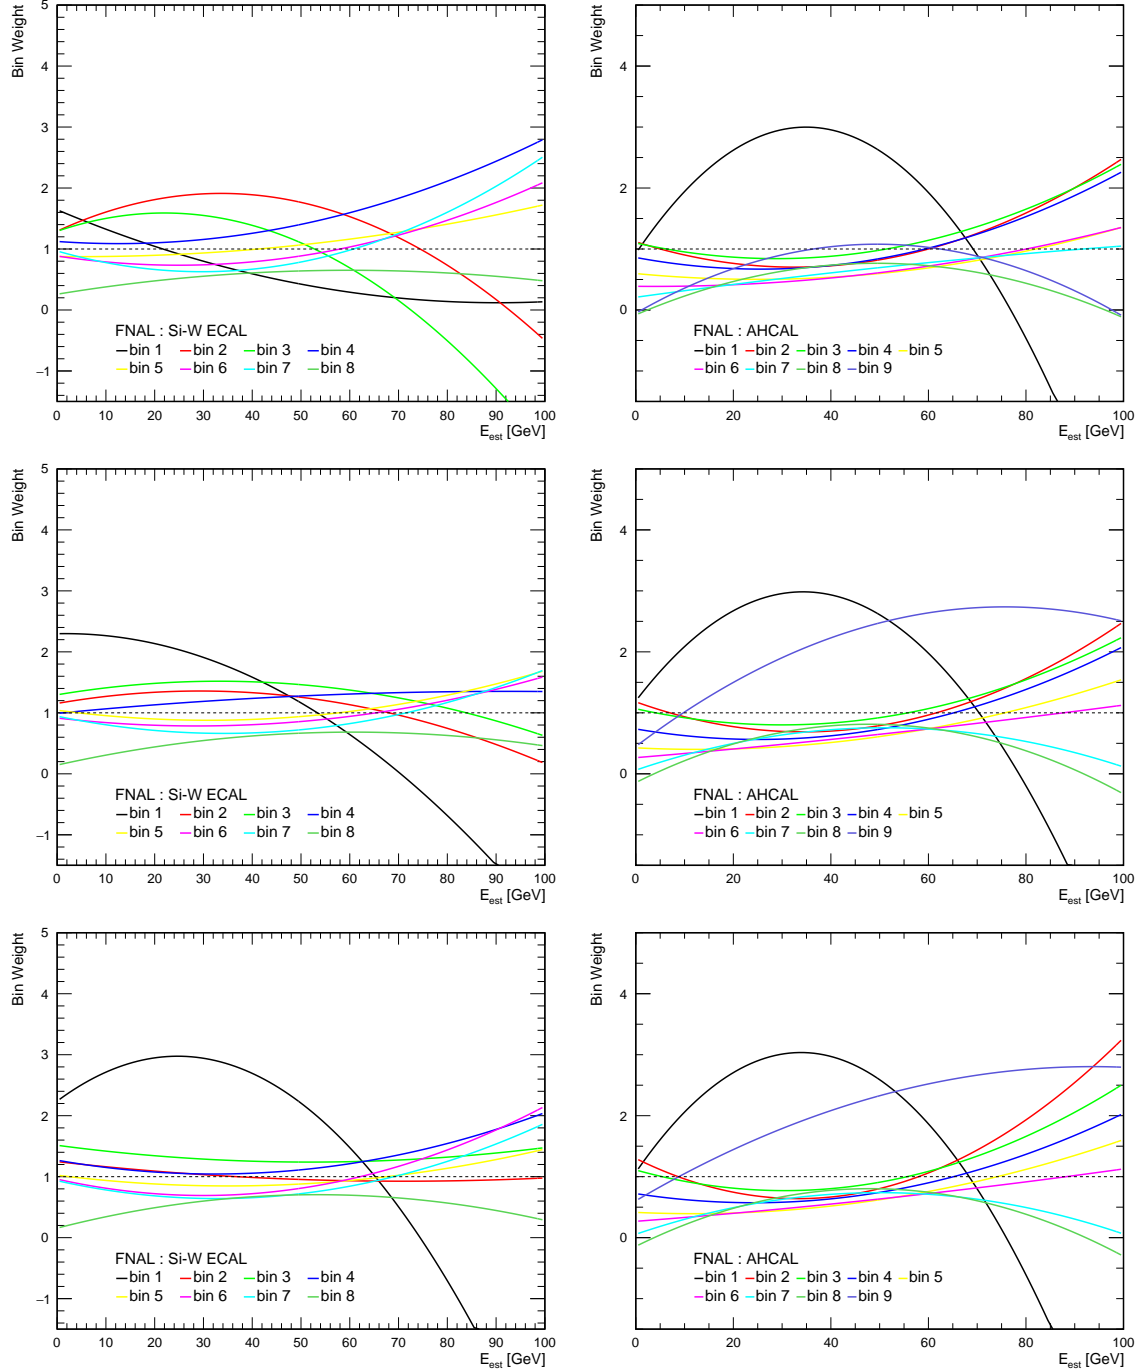 Bin Weight
5
4
3
2
1
0
−1
FNAL : Si-W ECAL
bin 1 bin 2 bin 3 bin 4
bin 5 bin 6 bin 7 bin 8
0 10 20 30 40 50 60 70 80 90 100
E_est [GeV]
Bin Weight
4
2
0
FNAL : AHCAL
bin 1 bin 2 bin 3 bin 4 bin 5
bin 6 bin 7 bin 8 bin 9
0 20 40 60 80 100
E_est [GeV]
Bin Weight
5
4
3
2
1
0
−1
FNAL : Si-W ECAL
bin 1 bin 2 bin 3 bin 4
bin 5 bin 6 bin 7 bin 8
0 10 20 30 40 50 60 70 80 90 100
E_est [GeV]
Bin Weight
4
2
0
FNAL : AHCAL
bin 1 bin 2 bin 3 bin 4 bin 5
bin 6 bin 7 bin 8 bin 9
0 20 40 60 80 100
E_est [GeV]
Bin Weight
5
4
3
2
1
0
−1
FNAL : Si-W ECAL
bin 1 bin 2 bin 3 bin 4
bin 5 bin 6 bin 7 bin 8
0 10 20 30 40 50 60 70 80 90 100
E_est [GeV]
Bin Weight
4
2
0
FNAL : AHCAL
bin 1 bin 2 bin 3 bin 4 bin 5
bin 6 bin 7 bin 8 bin 9
0 20 40 60 80 100
E_est [GeV]